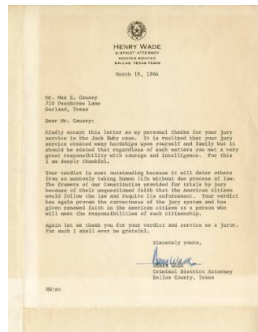 HENRY WADE
DISTRICT ATTORNEY
DALLAS, TEXAS
March 19, 1964
Mr. Max E. Causey
Garland, Texas
Dear Mr. Causey:
Kindly accept this letter as my personal thanks for your jury
service in the Jack Ruby case. It is realized that your jury
service created many hardships upon yourself and family but it
should be stated that regardless of such matters you met a very
great responsibility with courage and intelligence. For this
I am deeply thankful.
Your verdict is most outstanding because it will deter others
from so wantonly taking human life without due process of law.
The framers of our Constitution provided for trials by jury
because of their unquestioned faith that the American citizen
would follow the law and require its enforcement. Your verdict
has again proven the correctness of the jury system and has
given renewed faith in the American citizen as a person who
will meet the responsibilities of such citizenship.
Again let me thank you for your verdict and service as a juror.
For such I shall ever be grateful.
Sincerely yours,
HENRY WADE
Criminal District Attorney
Dallas County, Texas